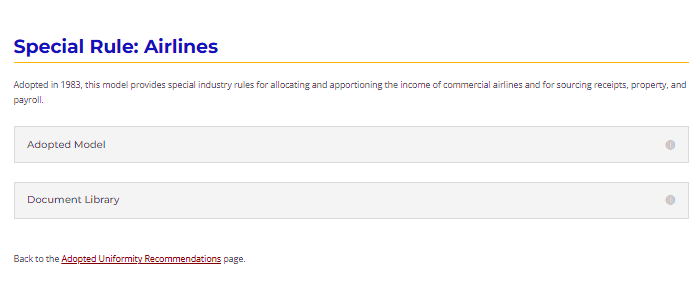 Special Rule: Airlines
Adopted in 1983, this model provides special industry rules for allocating and apportioning the income of commercial airlines and for sourcing receipts, property, and
payroll.
Adopted Model
Document Library
Back to the Adopted Uniformity Recommendations page.